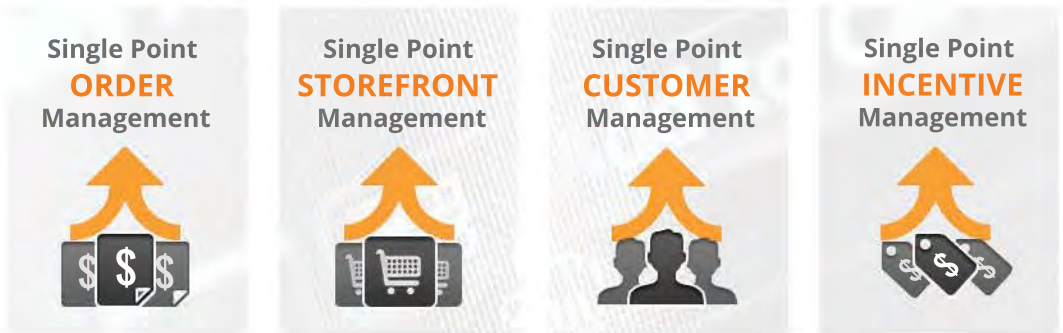 Single Point
ORDER
Management
$ $ $
Single Point
STOREFRONT
Management
Single Point
CUSTOMER
Management
Single Point
INCENTIVE
Management
$ $ $